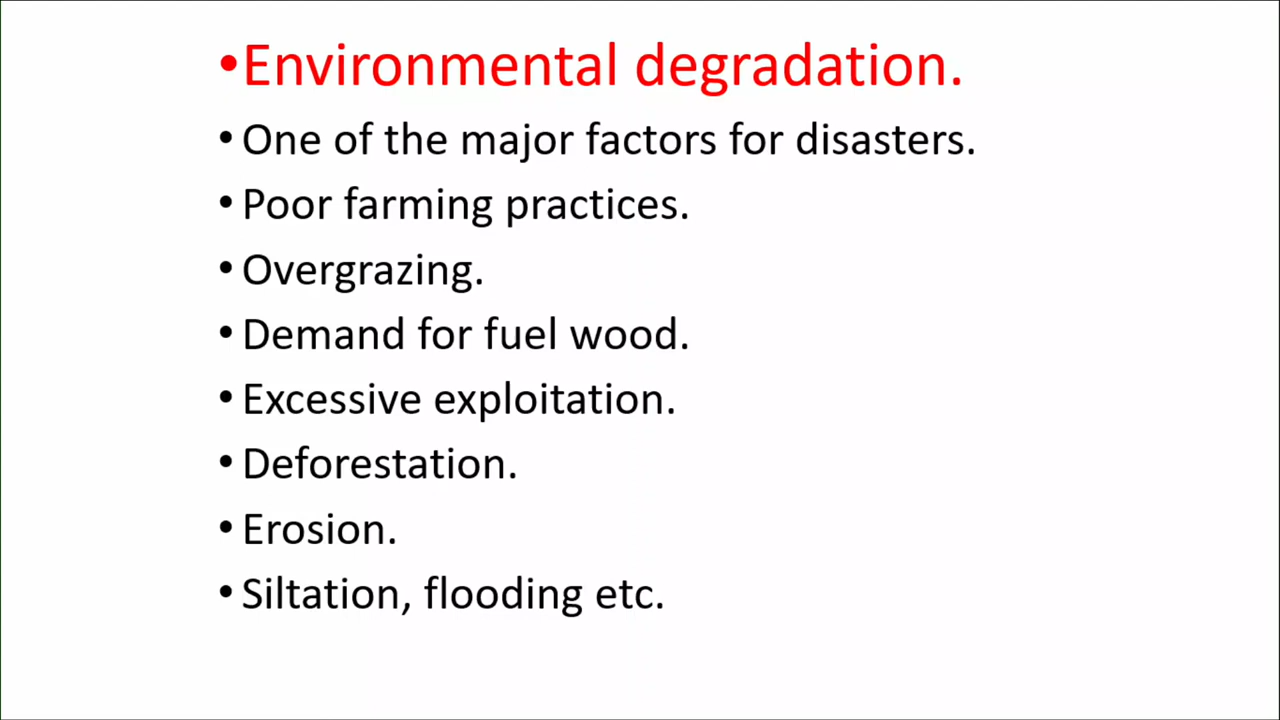 •Environmental degradation.
•One of the major factors for disasters.
•Poor farming practices.
•Overgrazing.
•Demand for fuel wood.
•Excessive exploitation.
•Deforestation.
•Erosion.
•Siltation, flooding etc.